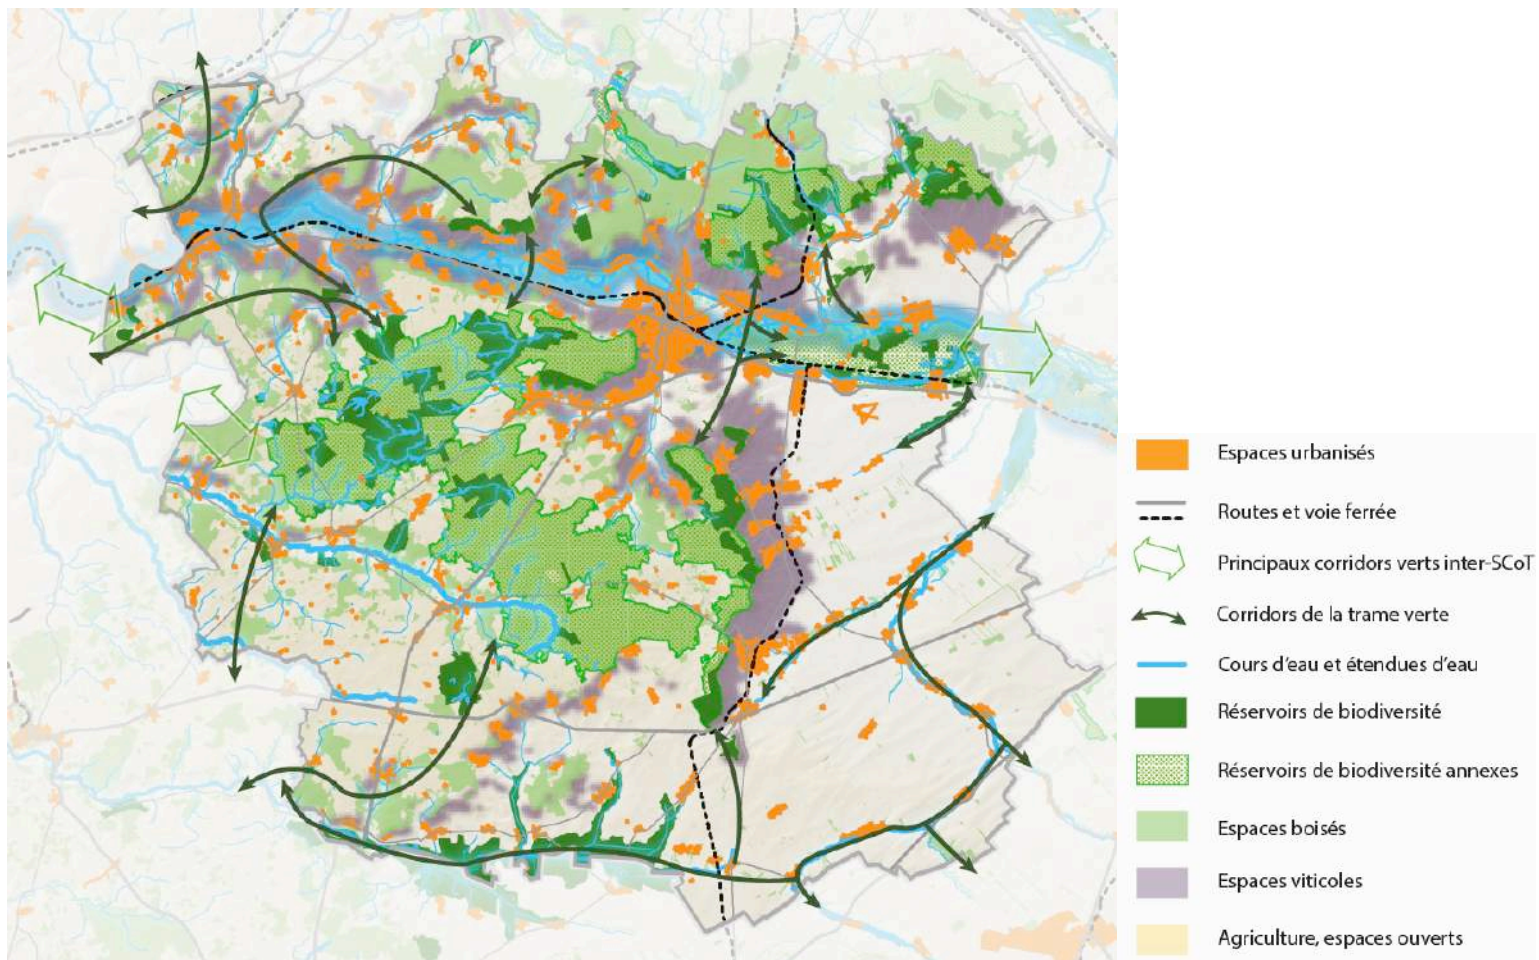 Espaces urbanisés
Routes et voie ferrée
Principaux corridors verts inter-SCoT
Corridors de la trame verte
Cours d'eau et étendues d'eau
Réservoirs de biodiversité
Réservoirs de biodiversité annexes
Espaces boisés
Espaces viticoles
Agriculture, espaces ouverts